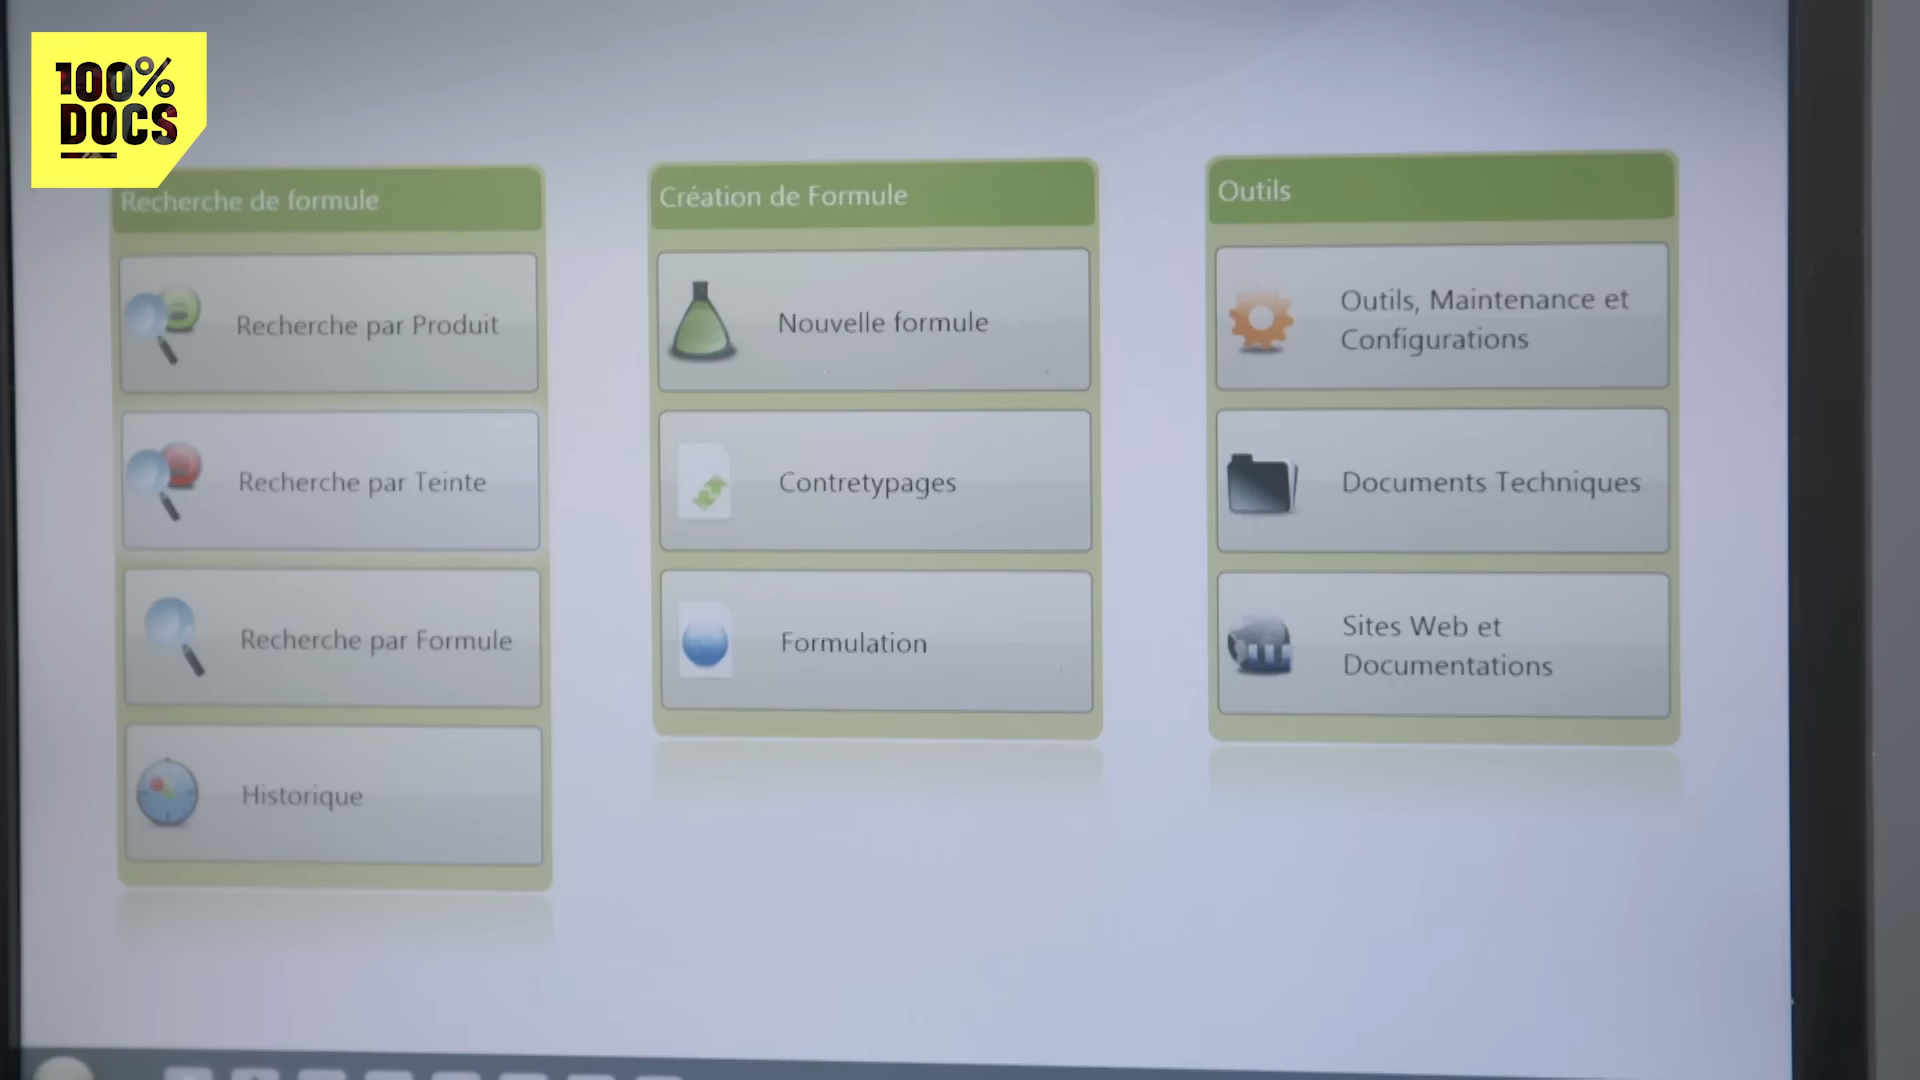 100%
DOCS
Recherche de formule
Recherche par Produit
Recherche par Teinte
Recherche par Formule
Historique
Création de Formule
Nouvelle formule
Contretypages
Formulation
Outils
Outils, Maintenance et
Configurations
Documents Techniques
Sites Web et
Documentations